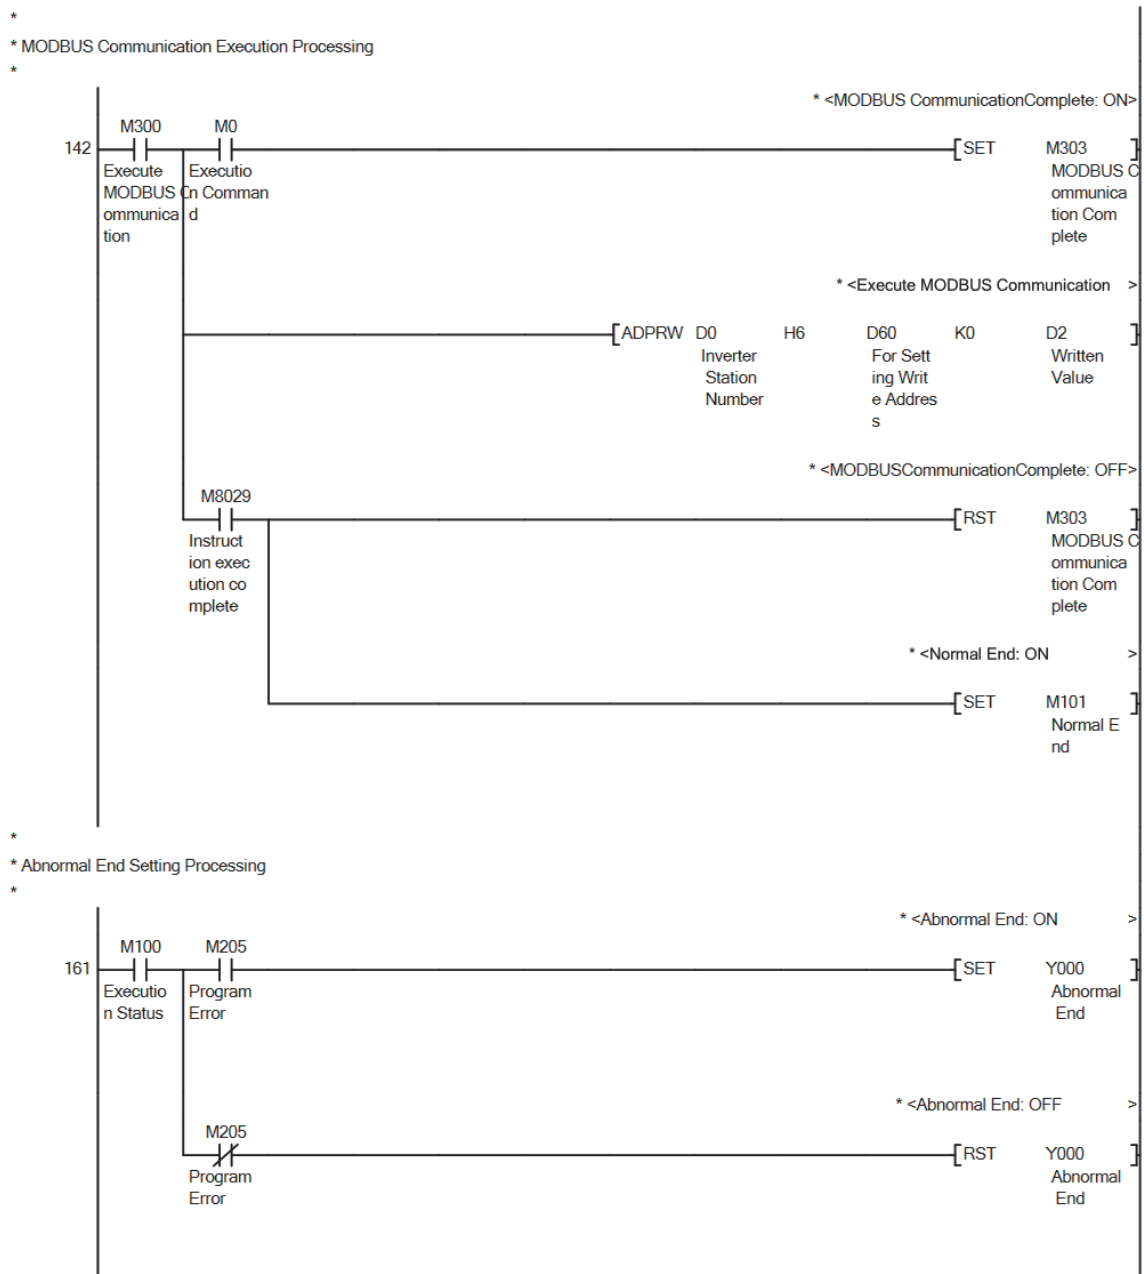 *
* MODBUS Communication Execution Processing
*
* <MODBUS CommunicationComplete: ON>
M300 M0
142 SET M303
Execute
MODBUS C
ommunica
tion
Executio
n Comman
d
MODBUS C
ommunica
tion Com
plete
* <Execute MODBUS Communication >
ADPRW D0 H6 D60 K0 D2
Inverter
Station
Number
For Sett
ing Writ
e Addres
s
Written
Value
* <MODBUSCommunicationComplete: OFF>
M8029
RST M303
Instruct
ion exec
ution co
mplete
MODBUS C
ommunica
tion Com
plete
* <Normal End: ON >
SET M101
Normal E
nd
*
* Abnormal End Setting Processing
*
* <Abnormal End: ON >
M100 M205
161 SET Y000
Executio
n Status
Program
Error
Abnormal
End
* <Abnormal End: OFF >
M205
RST Y000
Program
Error
Abnormal
End